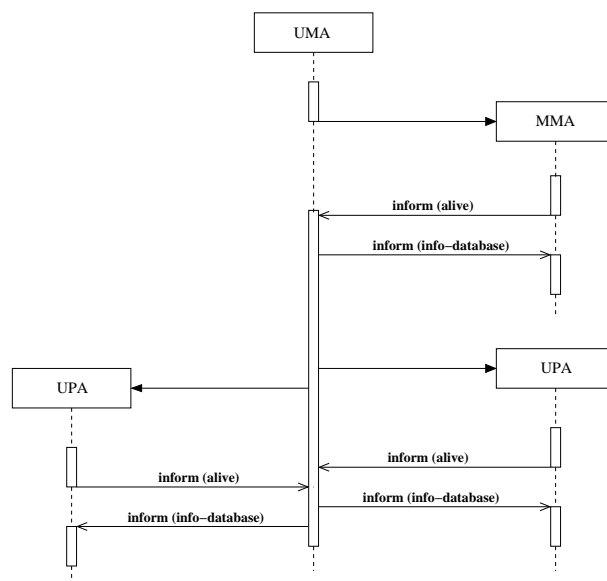 UMA
MMA
inform (alive)
inform (info−database)
UPA
UPA
inform (alive)
inform (alive)
inform (info−database)
inform (info−database)